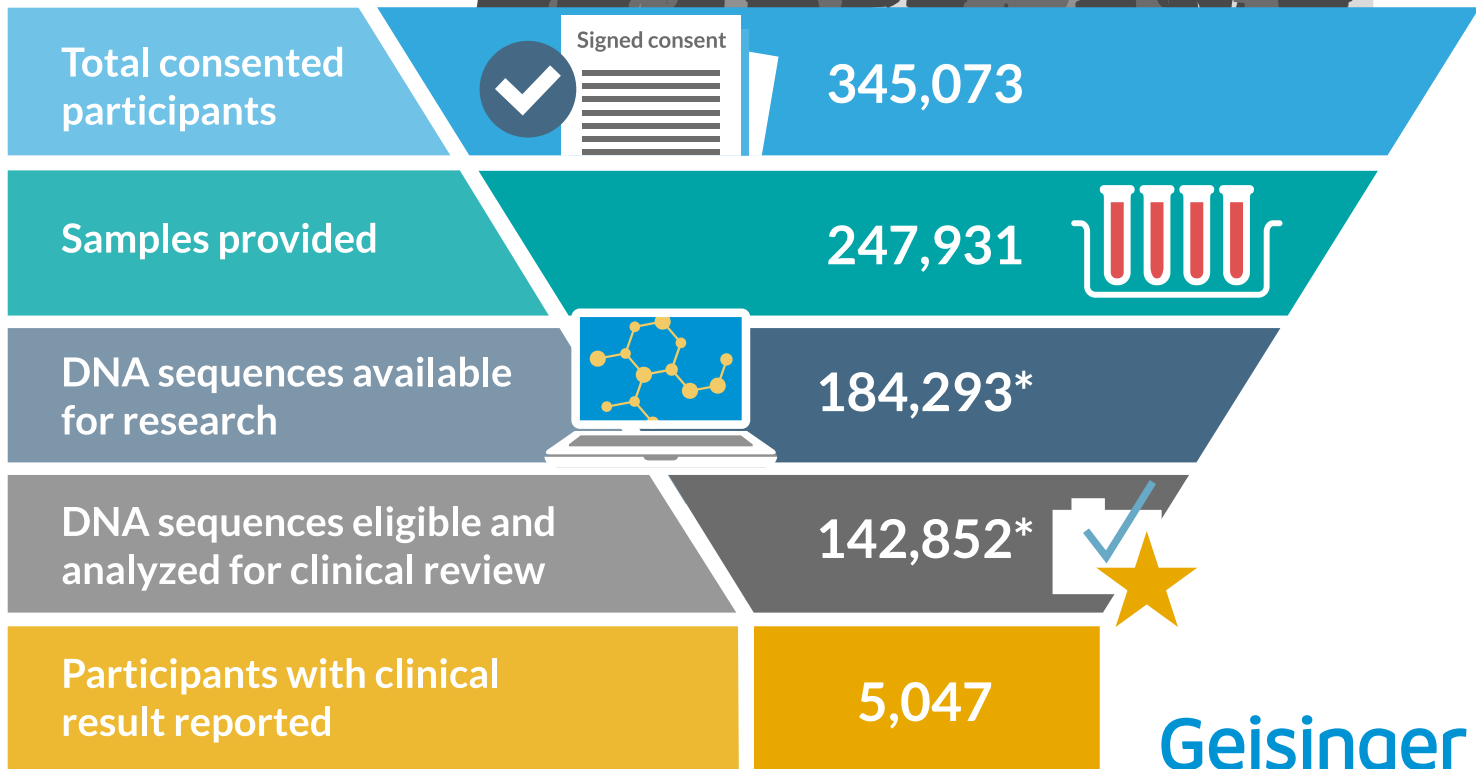 Total consented
participants
Signed consent
345,073
Samples provided
247,931
DNA sequences available
for research
184,293*
DNA sequences eligible and
analyzed for clinical review
142,852*
Participants with clinical
result reported
5,047
Geisinger